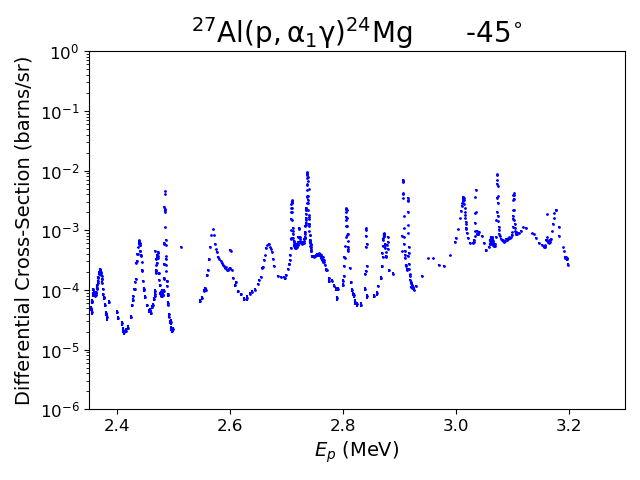 ²⁷Al(p, α₁γ)²⁴Mg -45°
Differential Cross-Section (barns/sr)
10⁰
10⁻¹
10⁻²
10⁻³
10⁻⁴
10⁻⁵
10⁻⁶
2.4 2.6 2.8 3.0 3.2
Eₚ (MeV)